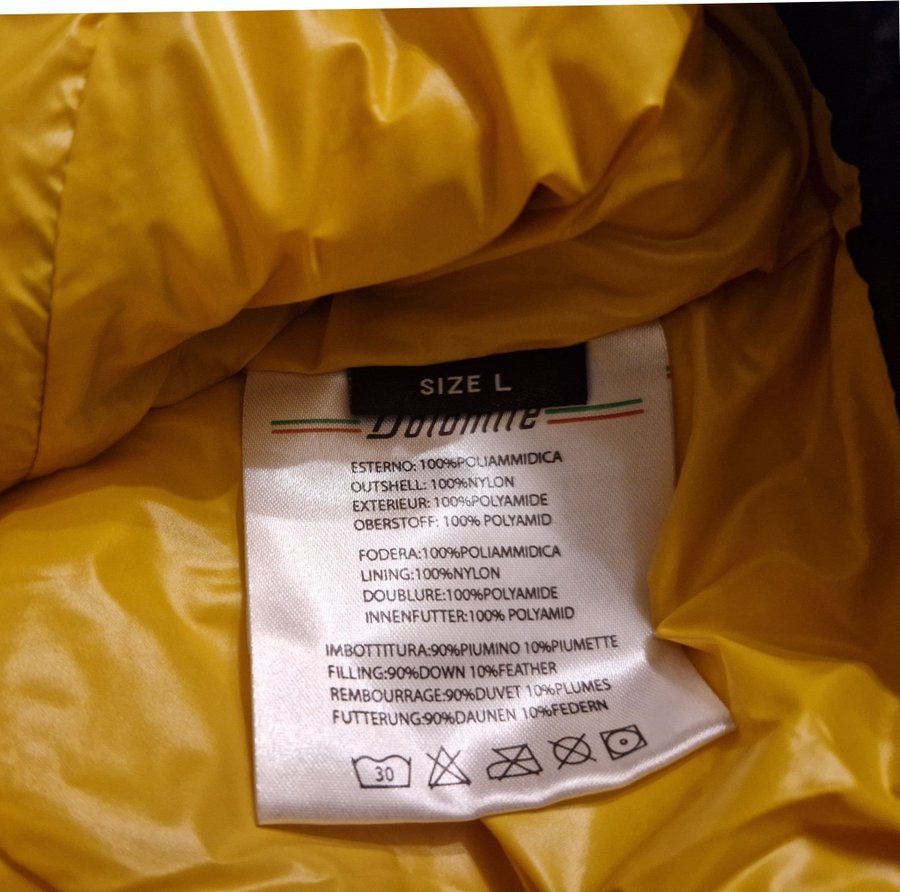 SIZE L
Dolomite
ESTERNO: 100%POLIAMMIDICA
OUTSHELL: 100%NYLON
EXTERIEUR: 100%POLYAMIDE
OBERSTOFF: 100% POLYAMID
FODERA:100%POLIAMMIDICA
LINING:100%NYLON
DOUBLURE:100%POLYAMIDE
INNENFUTTER:100% POLYAMID
IMBOTTITURA:90%PIUMINO 10%PIUMETTE
FILLING:90%DOWN 10%FEATHER
REMBOURRAGE:90%DUVET 10%PLUMES
FUTTERUNG:90%DAUNEN 10%FEDERN
30